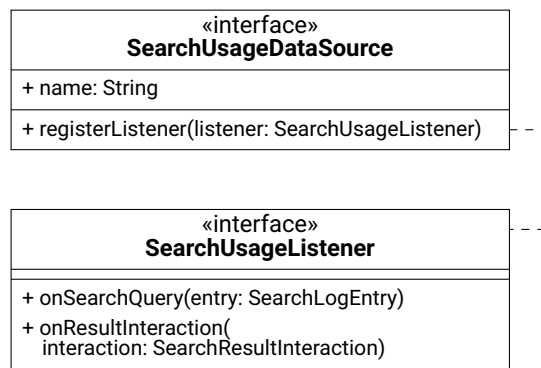 «interface»
SearchUsageDataSource
+ name: String
+ registerListener(listener: SearchUsageListener)
«interface»
SearchUsageListener
+ onSearchQuery(entry: SearchLogEntry)
+ onResultInteraction(
interaction: SearchResultInteraction)